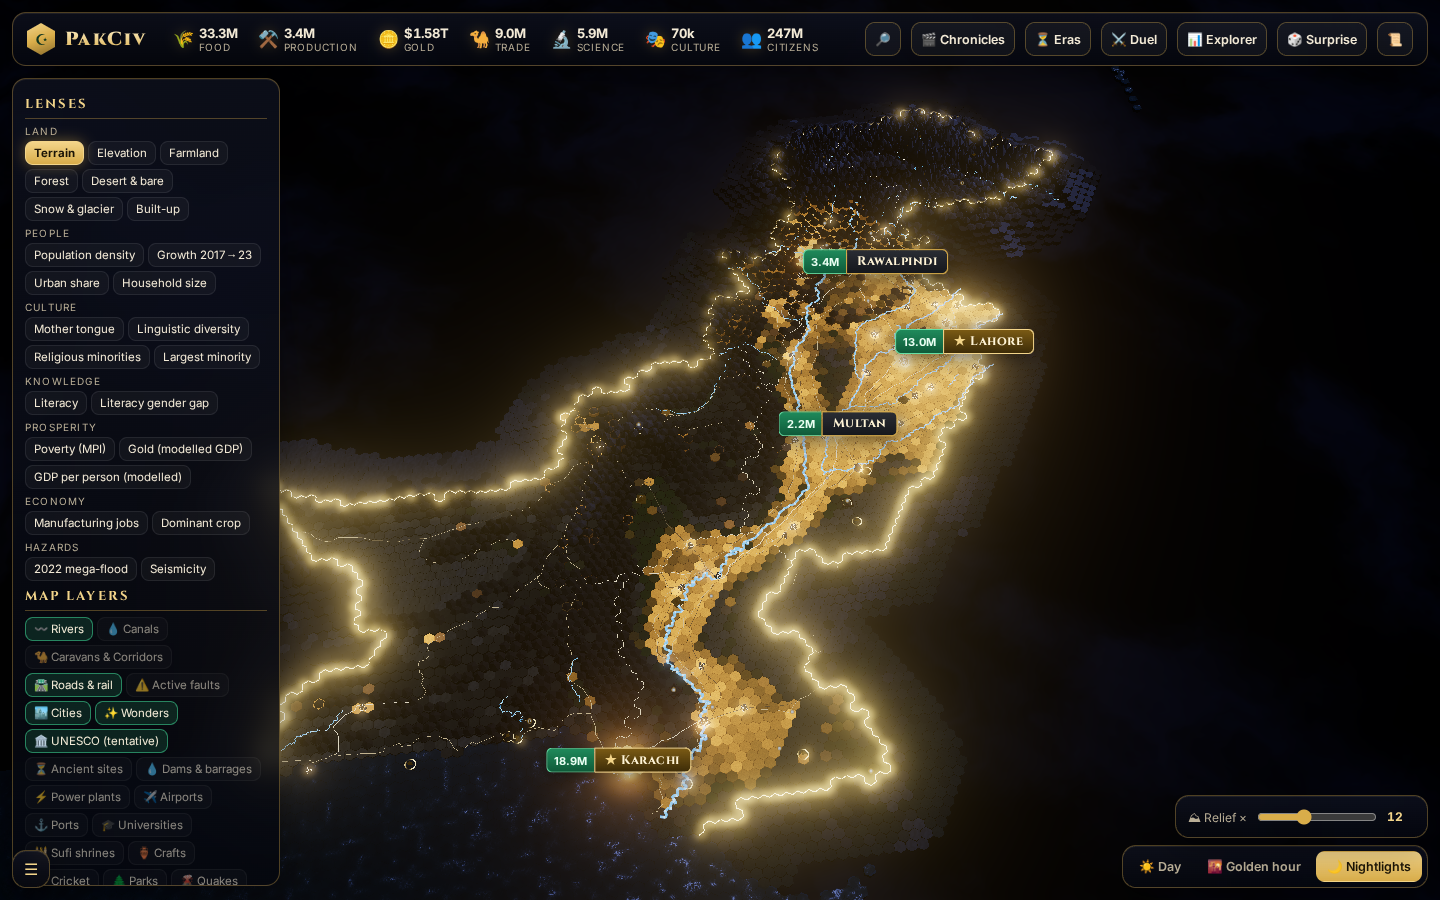 PAKCIV
33.3M FOOD
3.4M PRODUCTION
$1.58T GOLD
9.0M TRADE
5.9M SCIENCE
70k CULTURE
247M CITIZENS
Chronicles
Eras
Duel
Explorer
Surprise
LENSES
LAND
Terrain Elevation Farmland
Forest Desert & bare
Snow & glacier Built-up
PEOPLE
Population density Growth 2017→23
Urban share Household size
CULTURE
Mother tongue Linguistic diversity
Religious minorities Largest minority
KNOWLEDGE
Literacy Literacy gender gap
PROSPERITY
Poverty (MPI) Gold (modelled GDP)
GDP per person (modelled)
ECONOMY
Manufacturing jobs Dominant crop
HAZARDS
2022 mega-flood Seismicity
MAP LAYERS
Rivers Canals
Caravans & Corridors
Roads & rail Active faults
Cities Wonders
UNESCO (tentative)
Ancient sites Dams & barrages
Power plants Airports
Ports Universities
Sufi shrines Crafts
Cricket Parks Quakes
3.4M RAWALPINDI
13.0M ★ LAHORE
2.2M MULTAN
18.9M ★ KARACHI
Relief × 12
Day Golden hour Nightlights